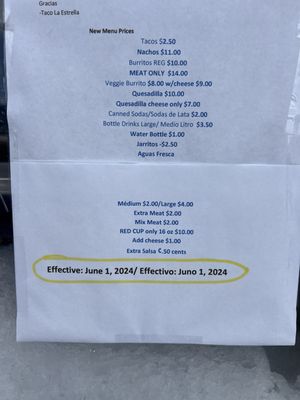 Gracias
-Taco La Estrella
New Menu Prices
Tacos $2.50
Nachos $11.00
Burritos REG $10.00
MEAT ONLY $14.00
Veggie Burrito $8.00 w/cheese $9.00
Quesadilla $10.00
Quesadilla cheese only $7.00
Canned Sodas/Sodas de Lata $2.00
Bottle Drinks Large/ Medio Litro $3.50
Water Bottle $1.00
Jarritos -$2.50
Aguas Fresca
Médium $2.00/Large $4.00
Extra Meat $2.00
Mix Meat $2.00
RED CUP only 16 oz $10.00
Add cheese $1.00
Extra Salsa ¢.50 cents
Effective: June 1, 2024/ Effectivo: Juno 1, 2024